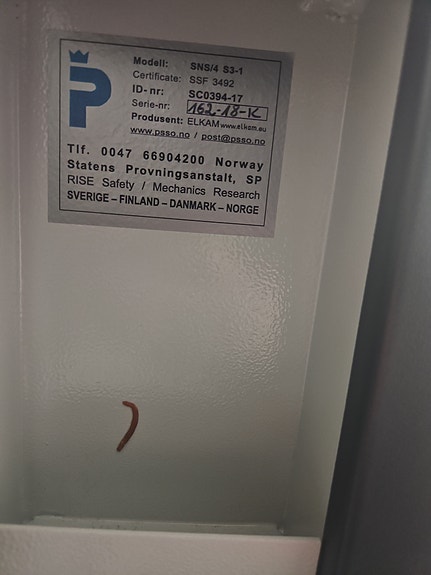 P
Modell: SNS/4 S3-1
Certificate: SSF 3492
ID- nr: SC0394-17
Serie-nr: 162-18-K
Produsent: ELKAM www.elkam.eu
www.psso.no / post@psso.no
Tlf. 0047 66904200 Norway
Statens Provningsanstalt, SP
RISE Safety / Mechanics Research
SVERIGE – FINLAND – DANMARK – NORGE